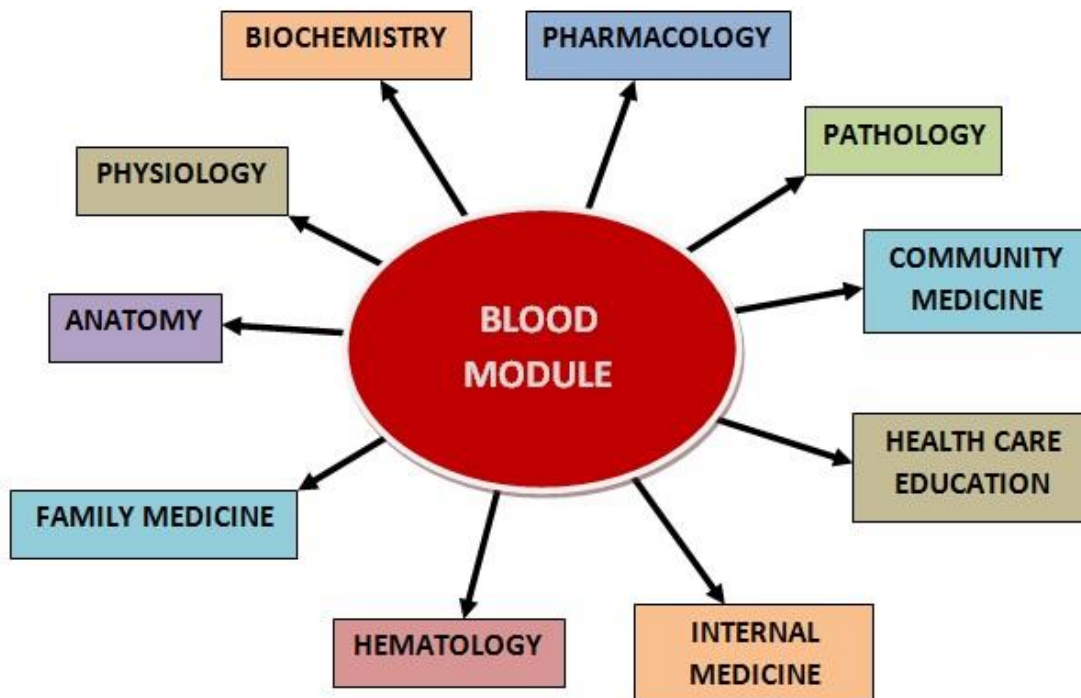 BIOCHEMISTRY
PHARMACOLOGY
PATHOLOGY
PHYSIOLOGY
COMMUNITY
MEDICINE
ANATOMY
BLOOD
MODULE
HEALTH CARE
EDUCATION
FAMILY MEDICINE
HEMATOLOGY
INTERNAL
MEDICINE